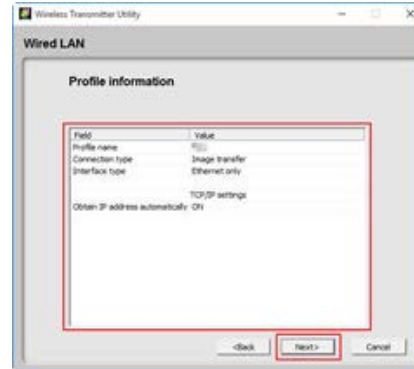 Wireless Transmitter Utility
Wired LAN
Profile information
Field Value
Profile name
Connection type Image transfer
Interface type Ethernet only
TCP/IP settings
Obtain IP address automatically ON
<Back Next> Cancel